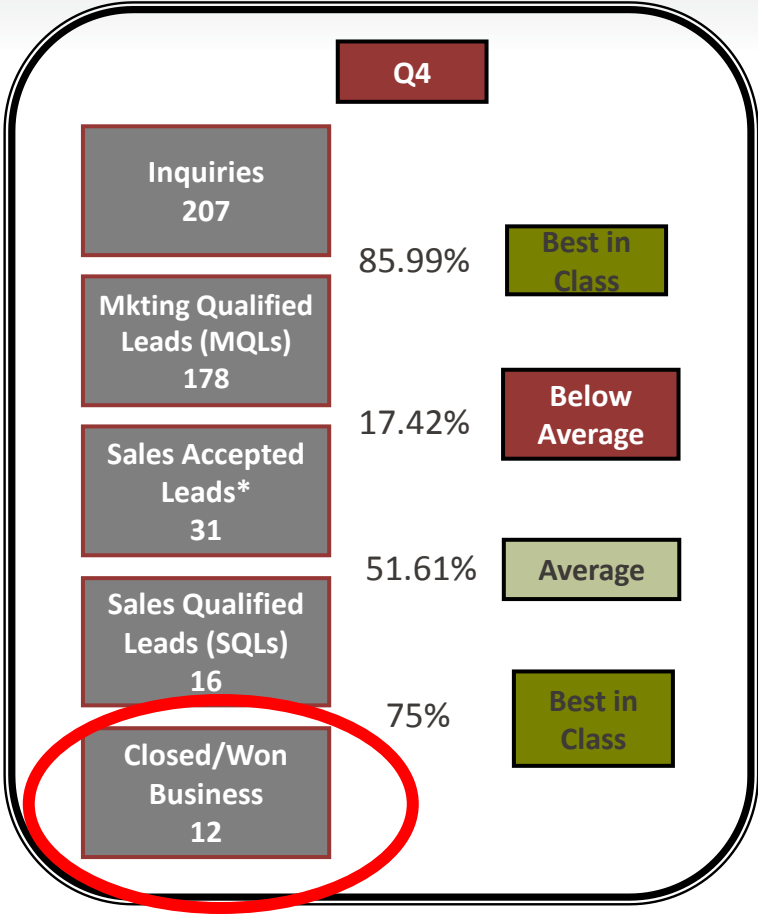 Q4
Inquiries
207
85.99%
Best in
Class
Mkting Qualified
Leads (MQLs)
178
17.42%
Below
Average
Sales Accepted
Leads*
31
51.61%
Average
Sales Qualified
Leads (SQLs)
16
75%
Best in
Class
Closed/Won
Business
12